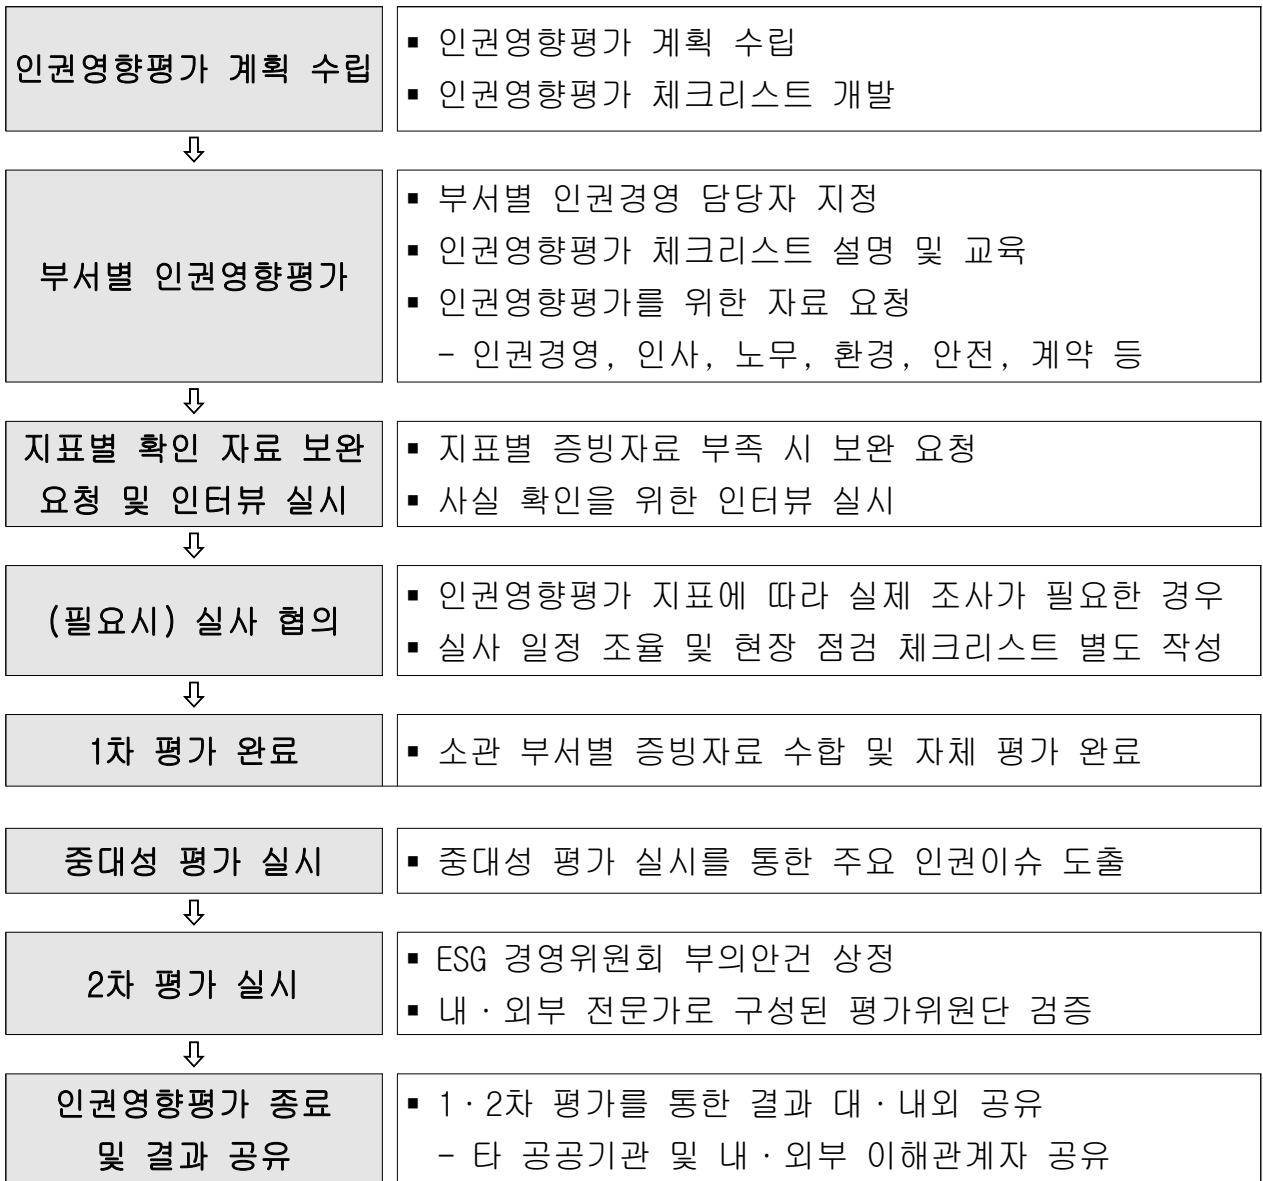 인권영향평가 계획 수립
▪ 인권영향평가 계획 수립
▪ 인권영향평가 체크리스트 개발
⇩
부서별 인권영향평가
▪ 부서별 인권경영 담당자 지정
▪ 인권영향평가 체크리스트 설명 및 교육
▪ 인권영향평가를 위한 자료 요청
- 인권경영, 인사, 노무, 환경, 안전, 계약 등
⇩
지표별 확인 자료 보완
요청 및 인터뷰 실시
▪ 지표별 증빙자료 부족 시 보완 요청
▪ 사실 확인을 위한 인터뷰 실시
⇩
(필요시) 실사 협의
▪ 인권영향평가 지표에 따라 실제 조사가 필요한 경우
▪ 실사 일정 조율 및 현장 점검 체크리스트 별도 작성
⇩
1차 평가 완료
▪ 소관 부서별 증빙자료 수합 및 자체 평가 완료
중대성 평가 실시
▪ 중대성 평가 실시를 통한 주요 인권이슈 도출
⇩
2차 평가 실시
▪ ESG 경영위원회 부의안건 상정
▪ 내·외부 전문가로 구성된 평가위원단 검증
⇩
인권영향평가 종료
및 결과 공유
▪ 1·2차 평가를 통한 결과 대·내외 공유
- 타 공공기관 및 내·외부 이해관계자 공유